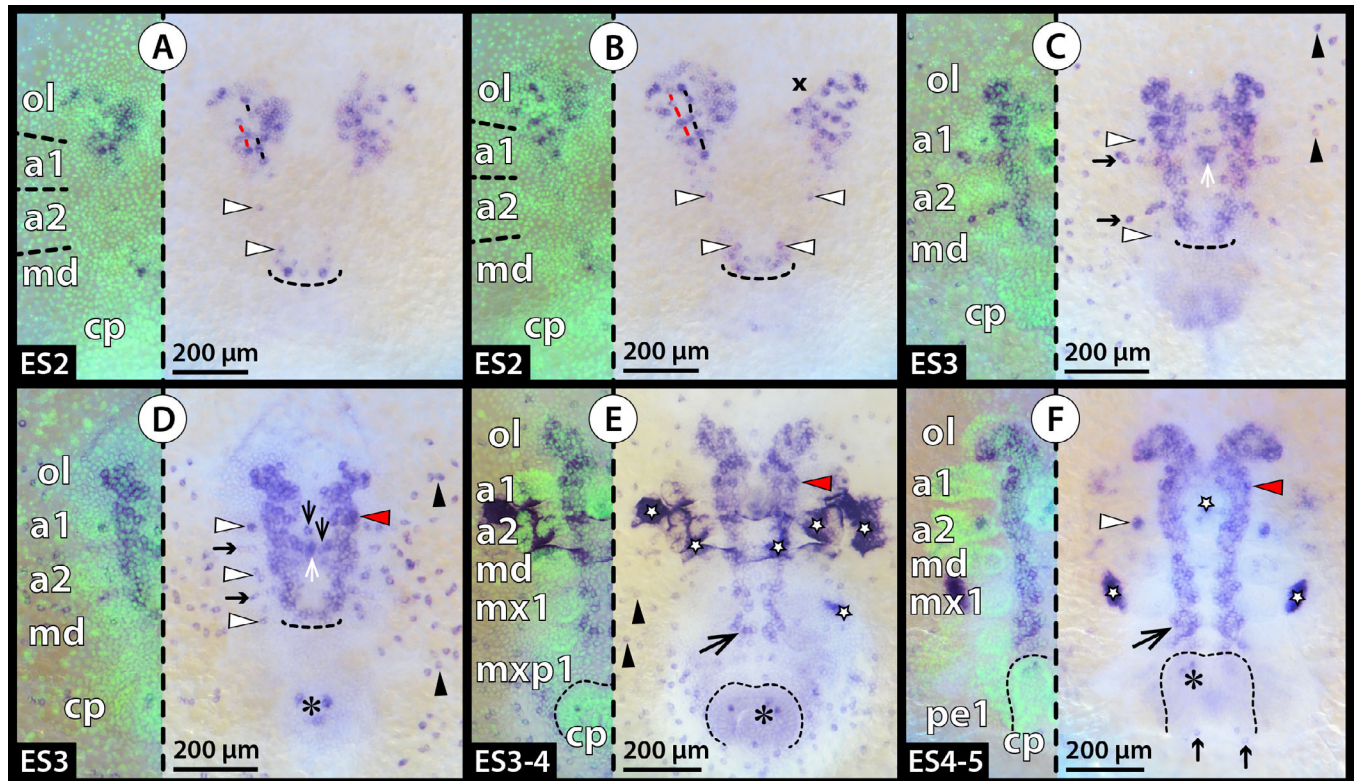 A
ol
a1
a2
md
cp
ES2
200 µm
B
ol
a1
a2
md
cp
ES2
200 µm
x
C
ol
a1
a2
md
cp
ES3
200 µm
D
ol
a1
a2
md
cp
ES3
200 µm
*
E
ol
a1
a2
md
mx1
mxp1
cp
ES3-4
200 µm
*
F
ol
a1
a2
md
mx1
pe1
cp
ES4-5
200 µm
*